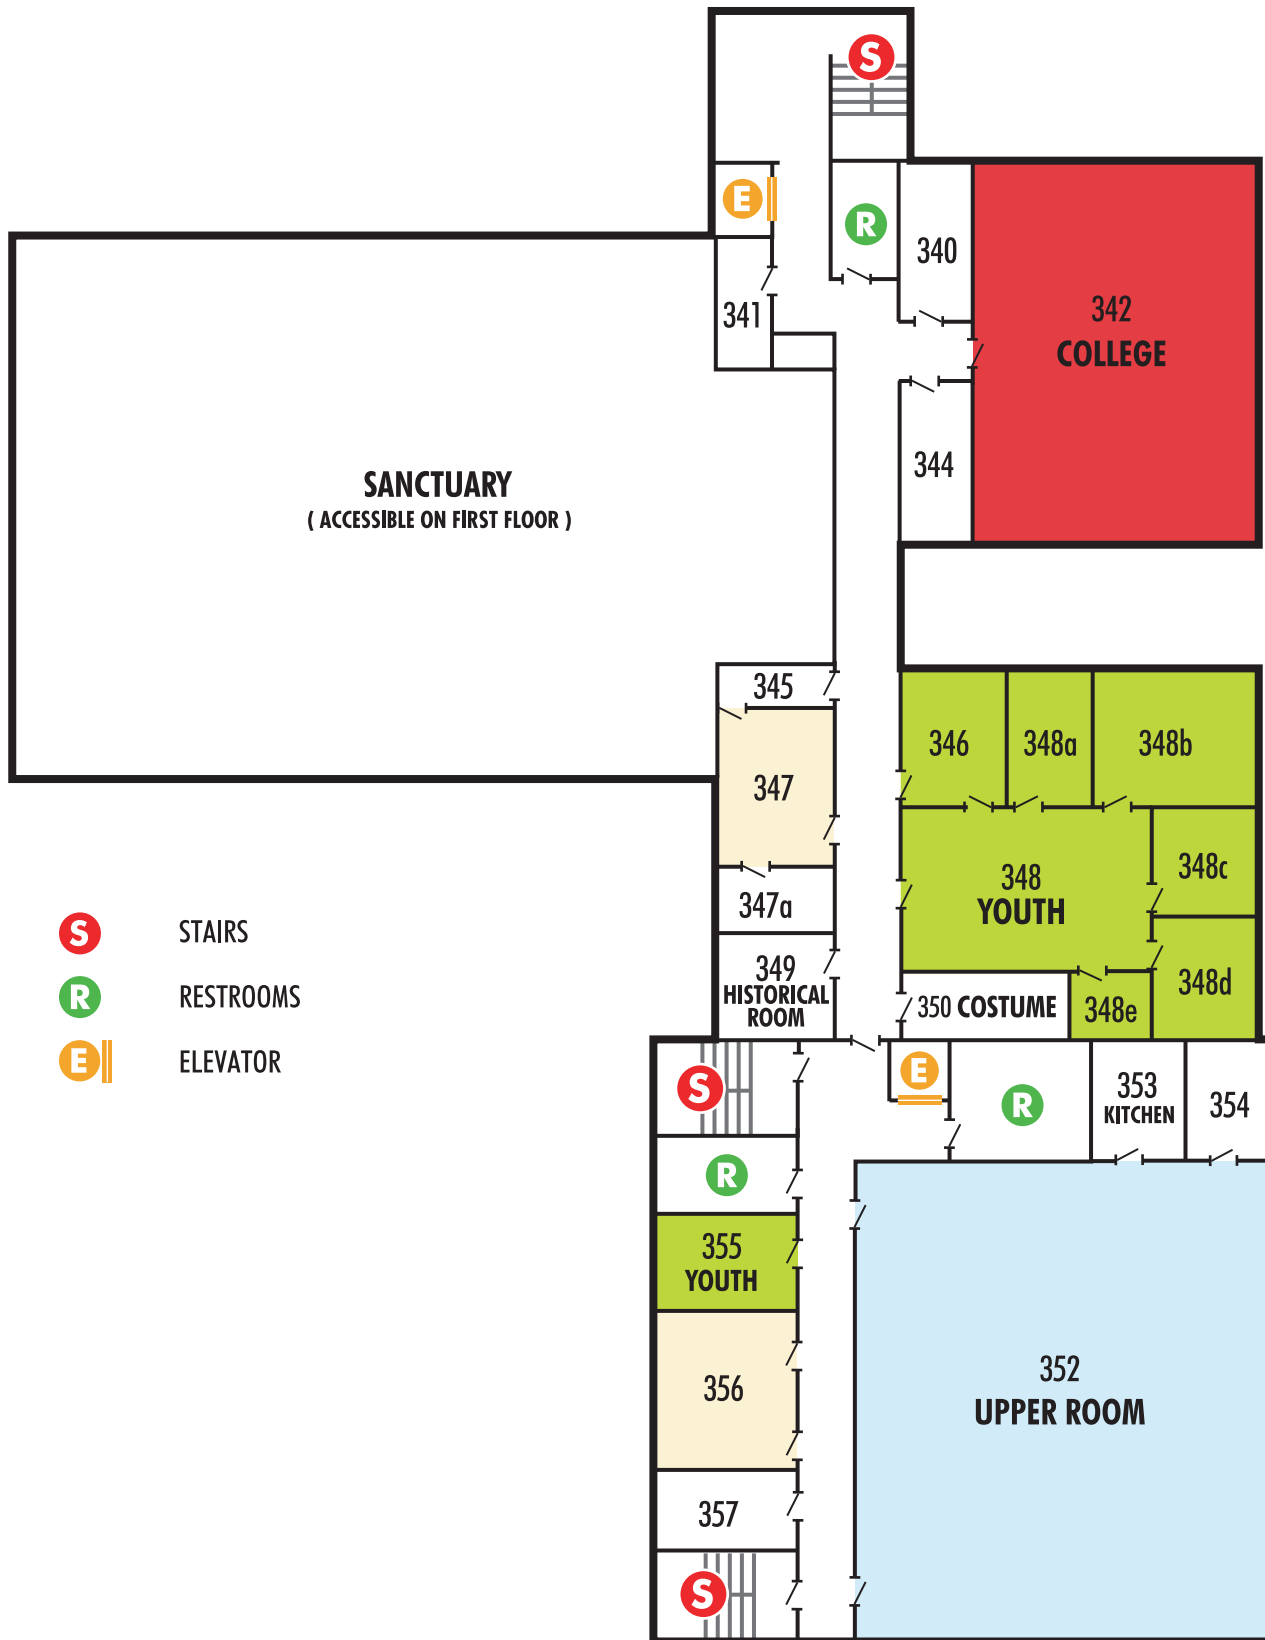 S
E
R
340
341
342
COLLEGE
344
SANCTUARY
( ACCESSIBLE ON FIRST FLOOR )
345
346
348a
348b
347
348
YOUTH
348c
347a
349
HISTORICAL
ROOM
348d
350 COSTUME
348e
S STAIRS
R RESTROOMS
E ELEVATOR
S
E
R
353
KITCHEN
354
R
355
YOUTH
356
352
UPPER ROOM
357
S